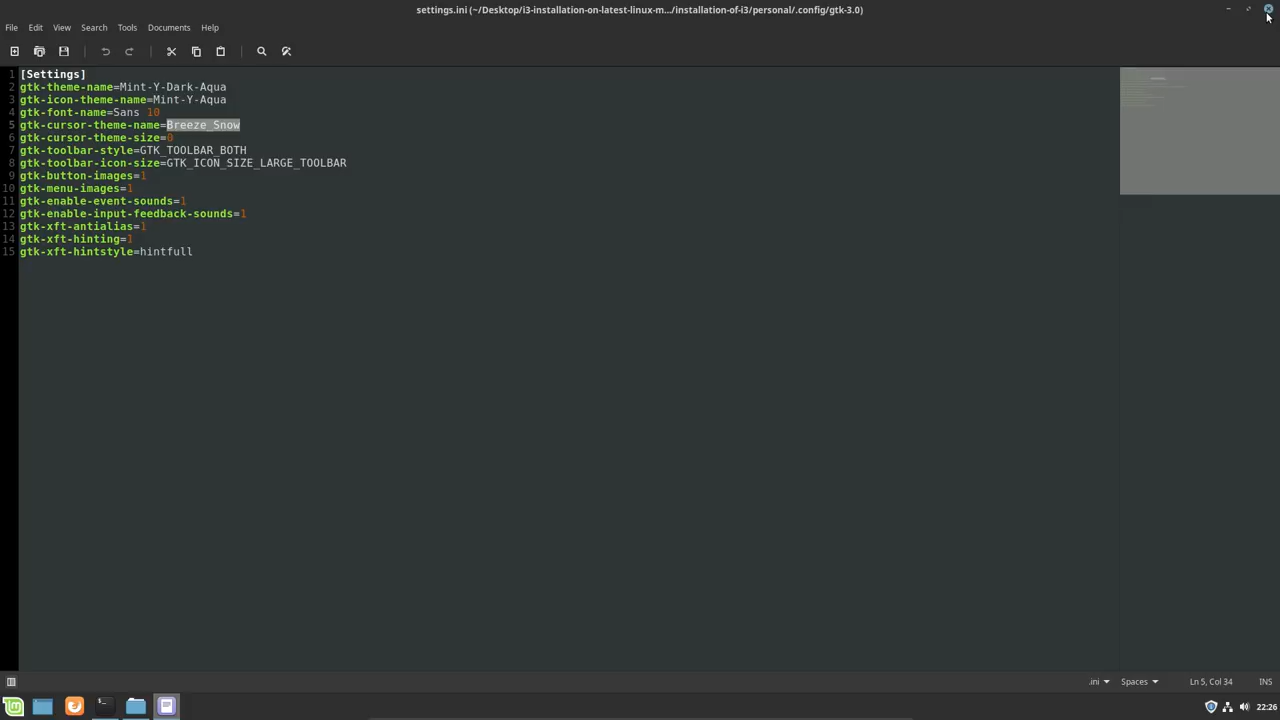 settings.ini (~/Desktop/i3-installation-on-latest-linux-m.../installation-of-i3/personal/.config/gtk-3.0)
File Edit View Search Tools Documents Help
1 [Settings]
2 gtk-theme-name=Mint-Y-Dark-Aqua
3 gtk-icon-theme-name=Mint-Y-Aqua
4 gtk-font-name=Sans 10
5 gtk-cursor-theme-name=Breeze_Snow
6 gtk-cursor-theme-size=0
7 gtk-toolbar-style=GTK_TOOLBAR_BOTH
8 gtk-toolbar-icon-size=GTK_ICON_SIZE_LARGE_TOOLBAR
9 gtk-button-images=1
10 gtk-menu-images=1
11 gtk-enable-event-sounds=1
12 gtk-enable-input-feedback-sounds=1
13 gtk-xft-antialias=1
14 gtk-xft-hinting=1
15 gtk-xft-hintstyle=hintfull
.ini Spaces Ln 5, Col 34 INS
22:26